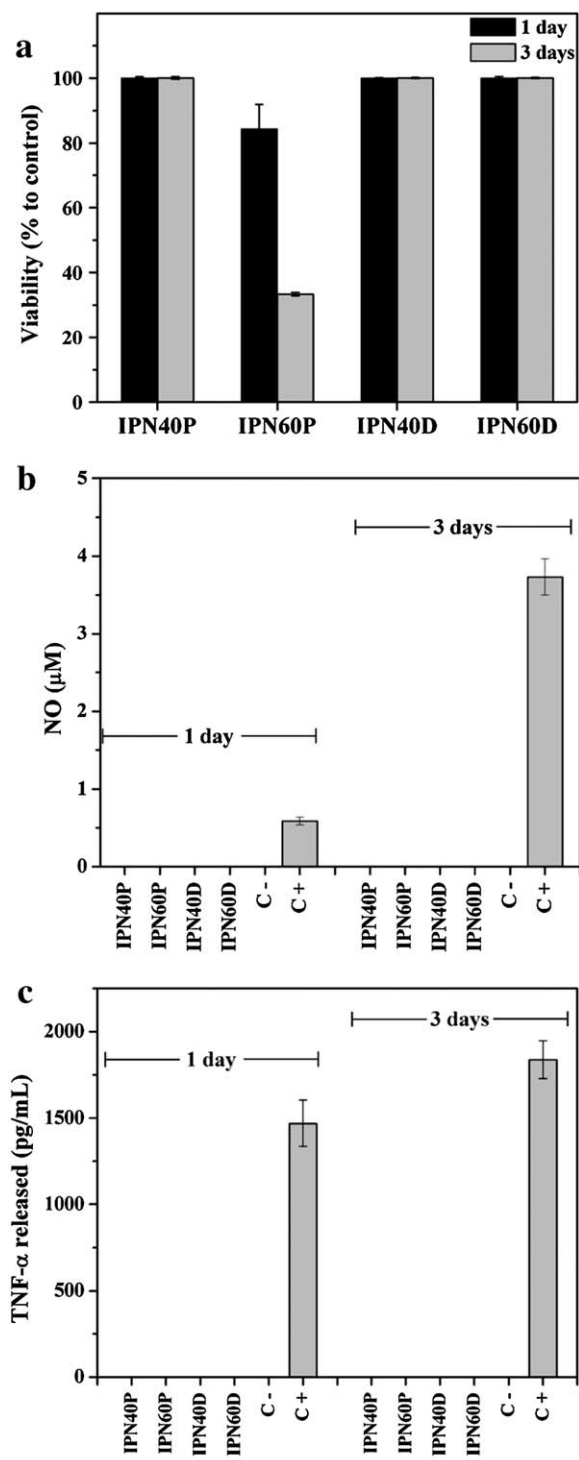 a
1 day
3 days
Viability (% to control)
100
80
60
40
20
0
IPN40P IPN60P IPN40D IPN60D
b
NO (μM)
5
4
3
2
1
0
3 days
1 day
IPN40P IPN60P IPN40D IPN60D C - C + IPN40P IPN60P IPN40D IPN60D C - C +
c
TNF-α released (pg/mL)
2000
1500
1000
500
0
3 days
1 day
IPN40P IPN60P IPN40D IPN60D C - C + IPN40P IPN60P IPN40D IPN60D C - C +